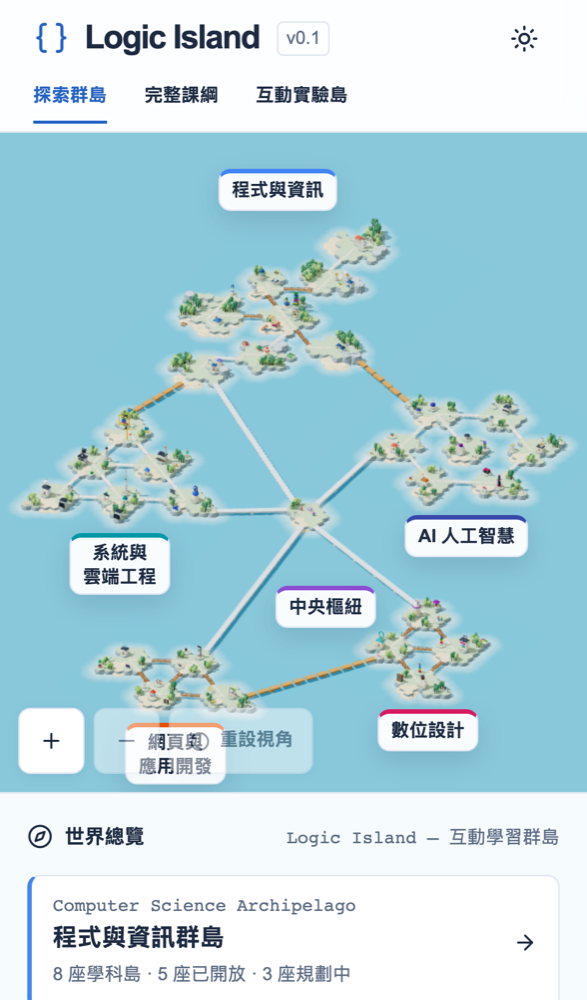 { } Logic Island v0.1
探索群島 完整課綱 互動實驗島
程式與資訊
AI 人工智慧
系統與
雲端工程
中央樞紐
數位設計
網頁與
應用開發
+ − 重設視角
世界總覽 Logic Island — 互動學習群島
Computer Science Archipelago
程式與資訊群島
8 座學科島 · 5 座已開放 · 3 座規劃中